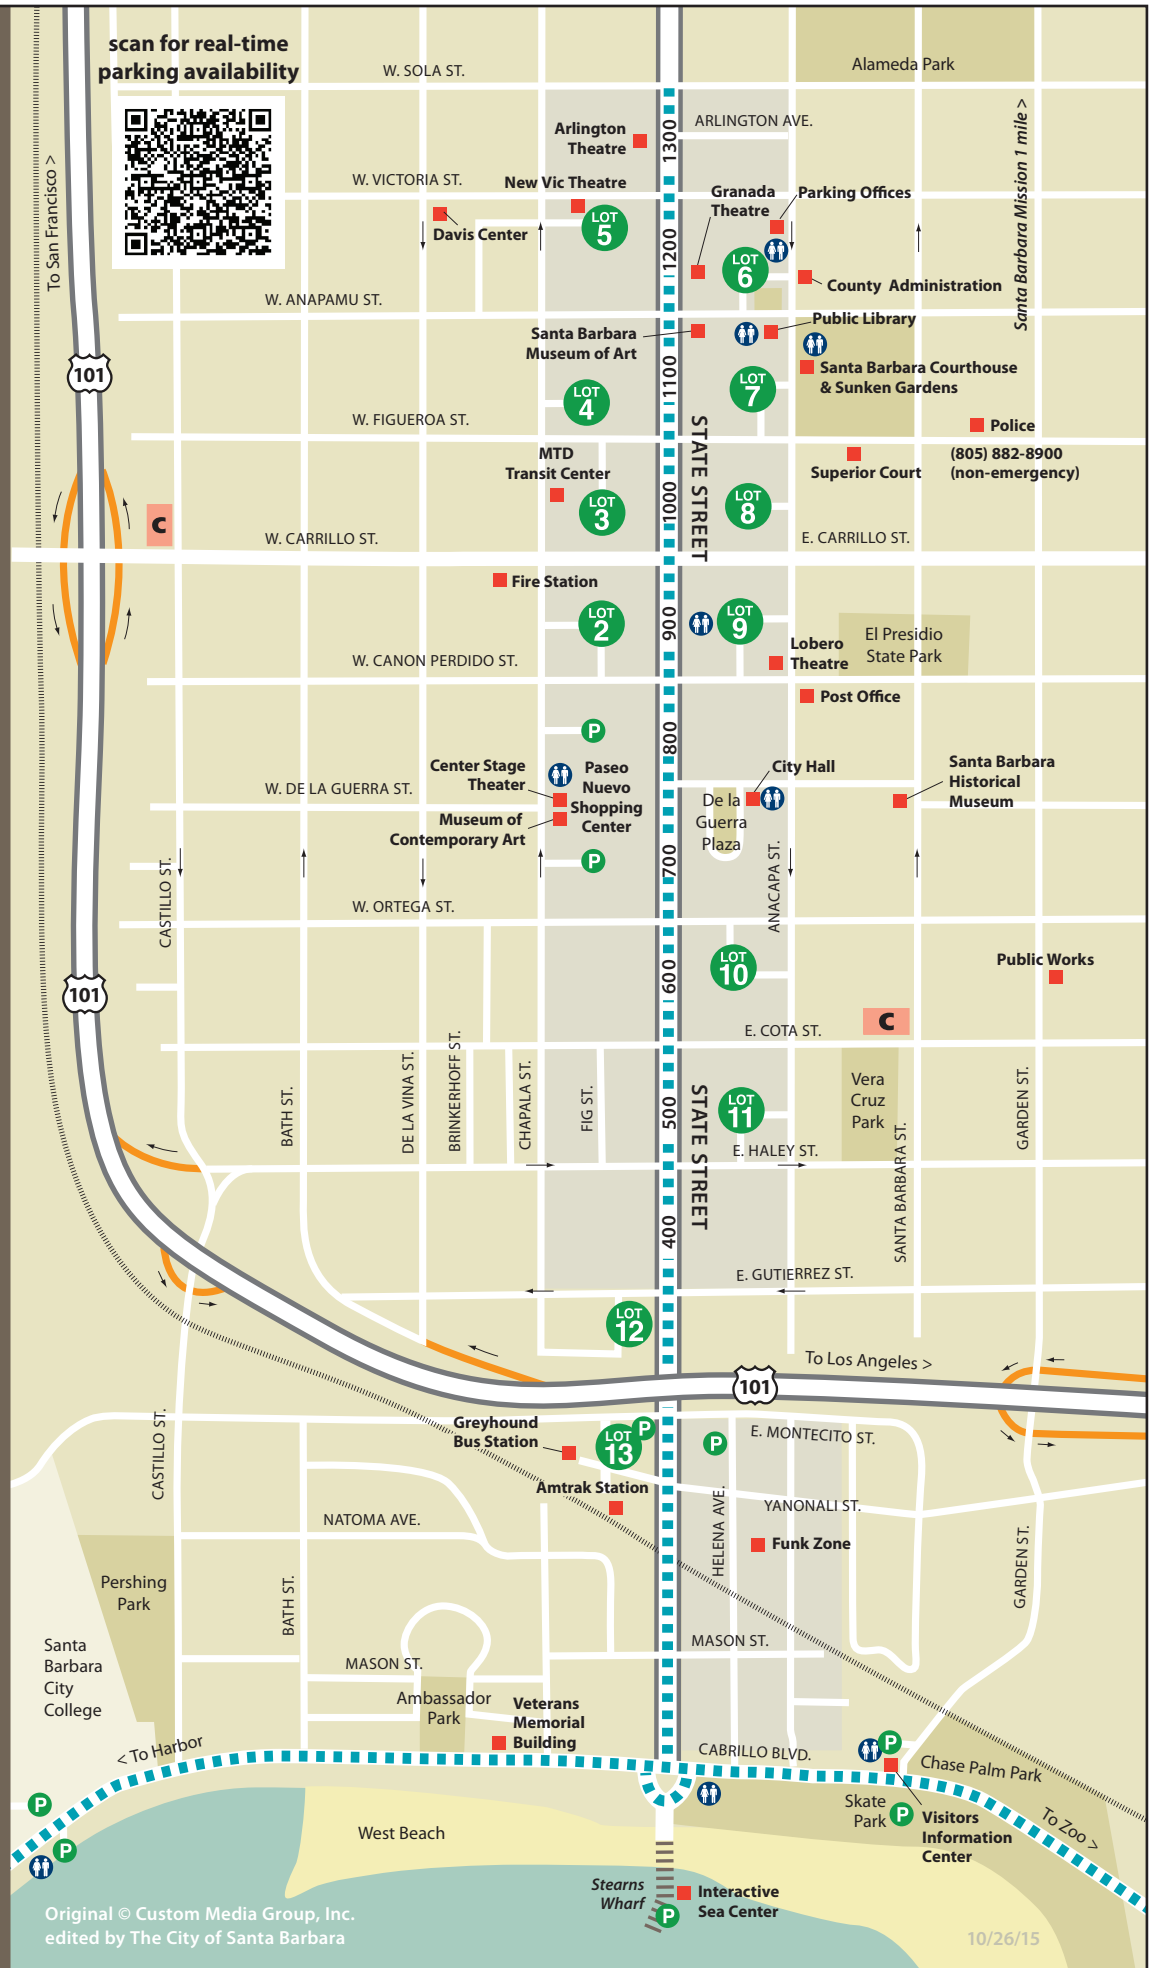 scan for real-time
parking availability
W. SOLA ST.
Alameda Park
ARLINGTON AVE.
Arlington
Theatre
1300
To San Francisco >
Santa Barbara Mission 1 mile >
W. VICTORIA ST.
New Vic Theatre
Granada
Theatre
Parking Offices
LOT
5
Davis Center
1200
LOT
6
County Administration
W. ANAPAMU ST.
Public Library
Santa Barbara
Museum of Art
101
1100
Santa Barbara Courthouse
& Sunken Gardens
LOT
7
LOT
4
W. FIGUEROA ST.
STATE STREET
Police
(805) 882-8900
(non-emergency)
MTD
Transit Center
Superior Court
LOT
3
1000
LOT
8
C
W. CARRILLO ST.
E. CARRILLO ST.
Fire Station
LOT
2
900
LOT
9
El Presidio
State Park
Lobero
Theatre
W. CANON PERDIDO ST.
Post Office
P
800
Center Stage
Theater
Paseo
Nuevo
Shopping
Center
City Hall
Santa Barbara
Historical
Museum
W. DE LA GUERRA ST.
De la
Guerra
Plaza
Museum of
Contemporary Art
P
700
CASTILLO ST.
ANACAPA ST.
W. ORTEGA ST.
LOT
10
600
Public Works
101
C
E. COTA ST.
BATH ST.
DE LA VINA ST.
BRINKERHOFF ST.
CHAPALA ST.
FIG ST.
500
STATE STREET
LOT
11
Vera
Cruz
Park
GARDEN ST.
E. HALEY ST.
SANTA BARBARA ST.
400
E. GUTIERREZ ST.
LOT
12
To Los Angeles >
101
CASTILLO ST.
Greyhound
Bus Station
LOT
13
P
P
E. MONTECITO ST.
Amtrak Station
HELENA AVE.
YANONALI ST.
NATOMA AVE.
Funk Zone
GARDEN ST.
Pershing
Park
BATH ST.
Santa
Barbara
City
College
MASON ST.
MASON ST.
Ambassador
Park
Veterans
Memorial
Building
< To Harbor
CABRILLO BLVD.
P
Chase Palm Park
P
P
Skate
Park
P
Visitors
Information
Center
To Zoo >
West Beach
Stearns
Wharf
P
Interactive
Sea Center
Original © Custom Media Group, Inc.
edited by The City of Santa Barbara
10/26/15